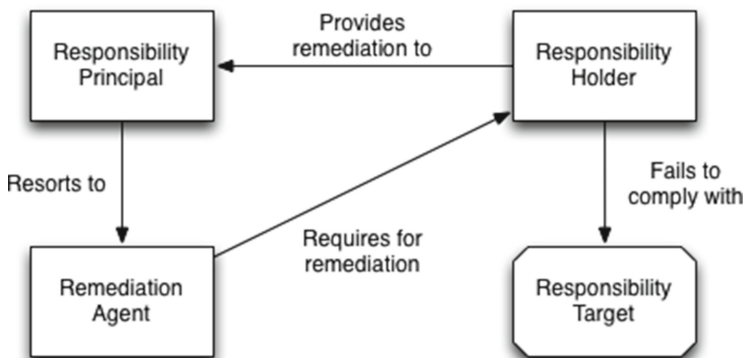 Provides
remediation to
Responsibility
Principal
Responsibility
Holder
Resorts to
Fails to
comply with
Requires for
remediation
Remediation
Agent
Responsibility
Target